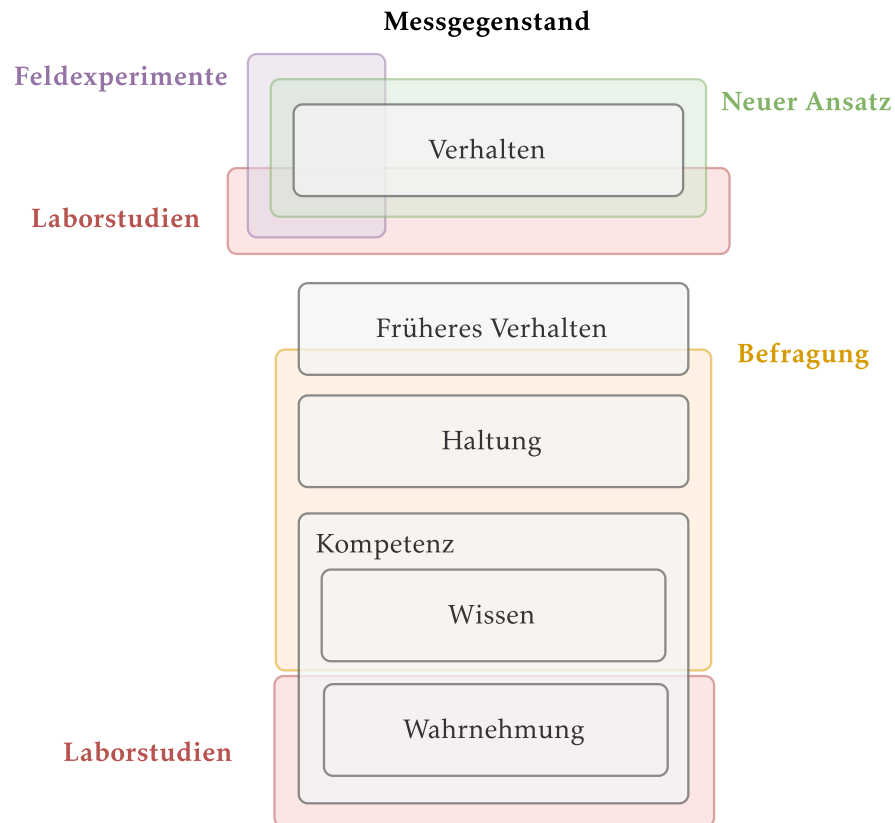 Messgegenstand
Feldexperimente
Neuer Ansatz
Verhalten
Laborstudien
Früheres Verhalten
Befragung
Haltung
Kompetenz
Wissen
Wahrnehmung
Laborstudien